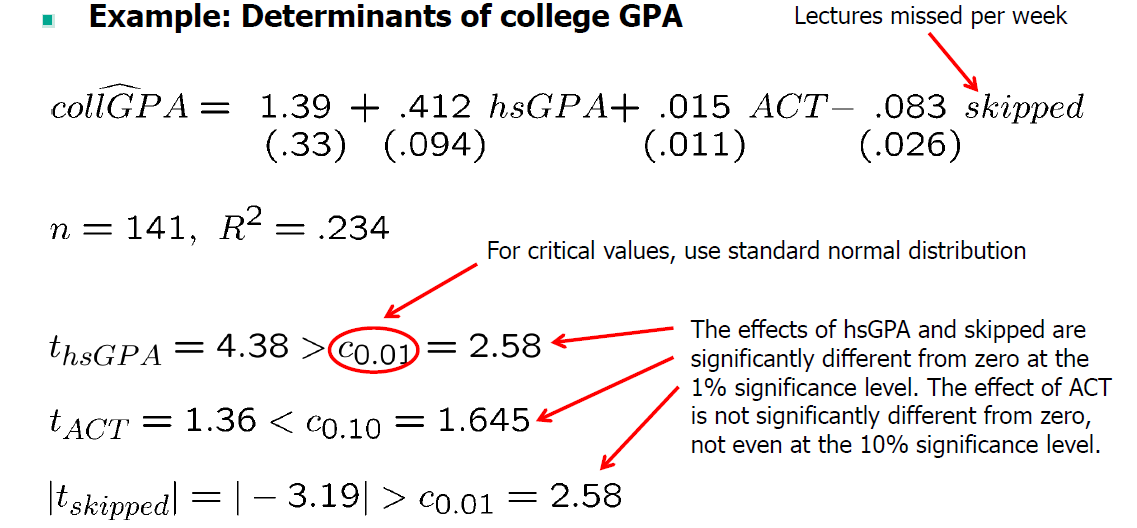 Example: Determinants of college GPA
Lectures missed per week
\widehat{collGPA} = 1.39 + .412 hsGPA+ .015 ACT− .083 skipped
(.33) (.094) (.011) (.026)
n = 141, R² = .234
For critical values, use standard normal distribution
t_{hsGPA} = 4.38 > c_{0.01} = 2.58
The effects of hsGPA and skipped are
significantly different from zero at the
1% significance level. The effect of ACT
is not significantly different from zero,
not even at the 10% significance level.
t_{ACT} = 1.36 < c_{0.10} = 1.645
|t_{skipped}| = | − 3.19| > c_{0.01} = 2.58